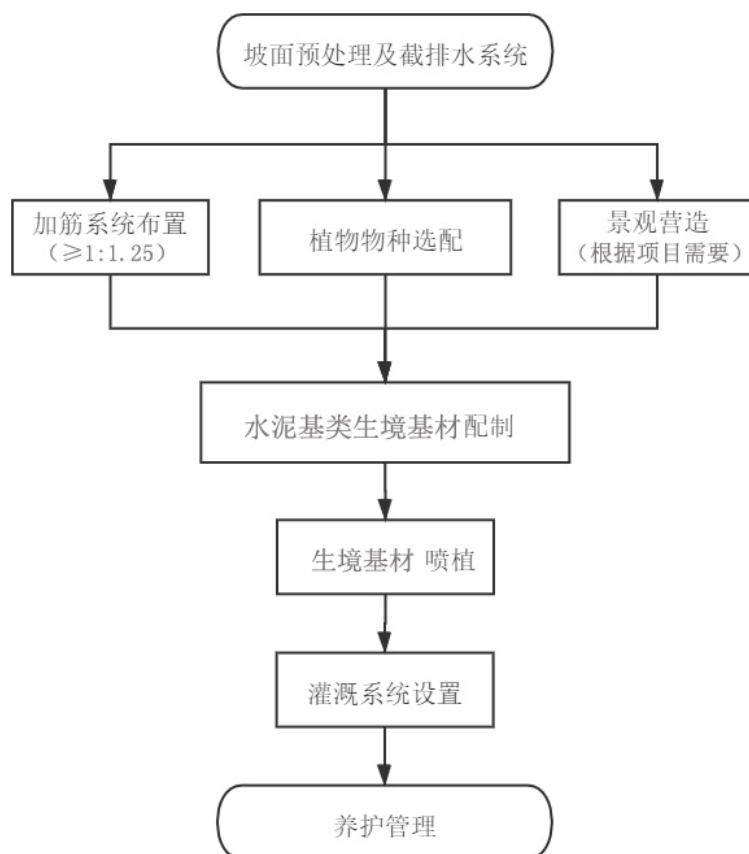 坡面预处理及截排水系统
加筋系统布置
（≥1:1.25）
植物物种选配
景观营造
（根据项目需要）
水泥基类生境基材配制
生境基材 喷植
灌溉系统设置
养护管理